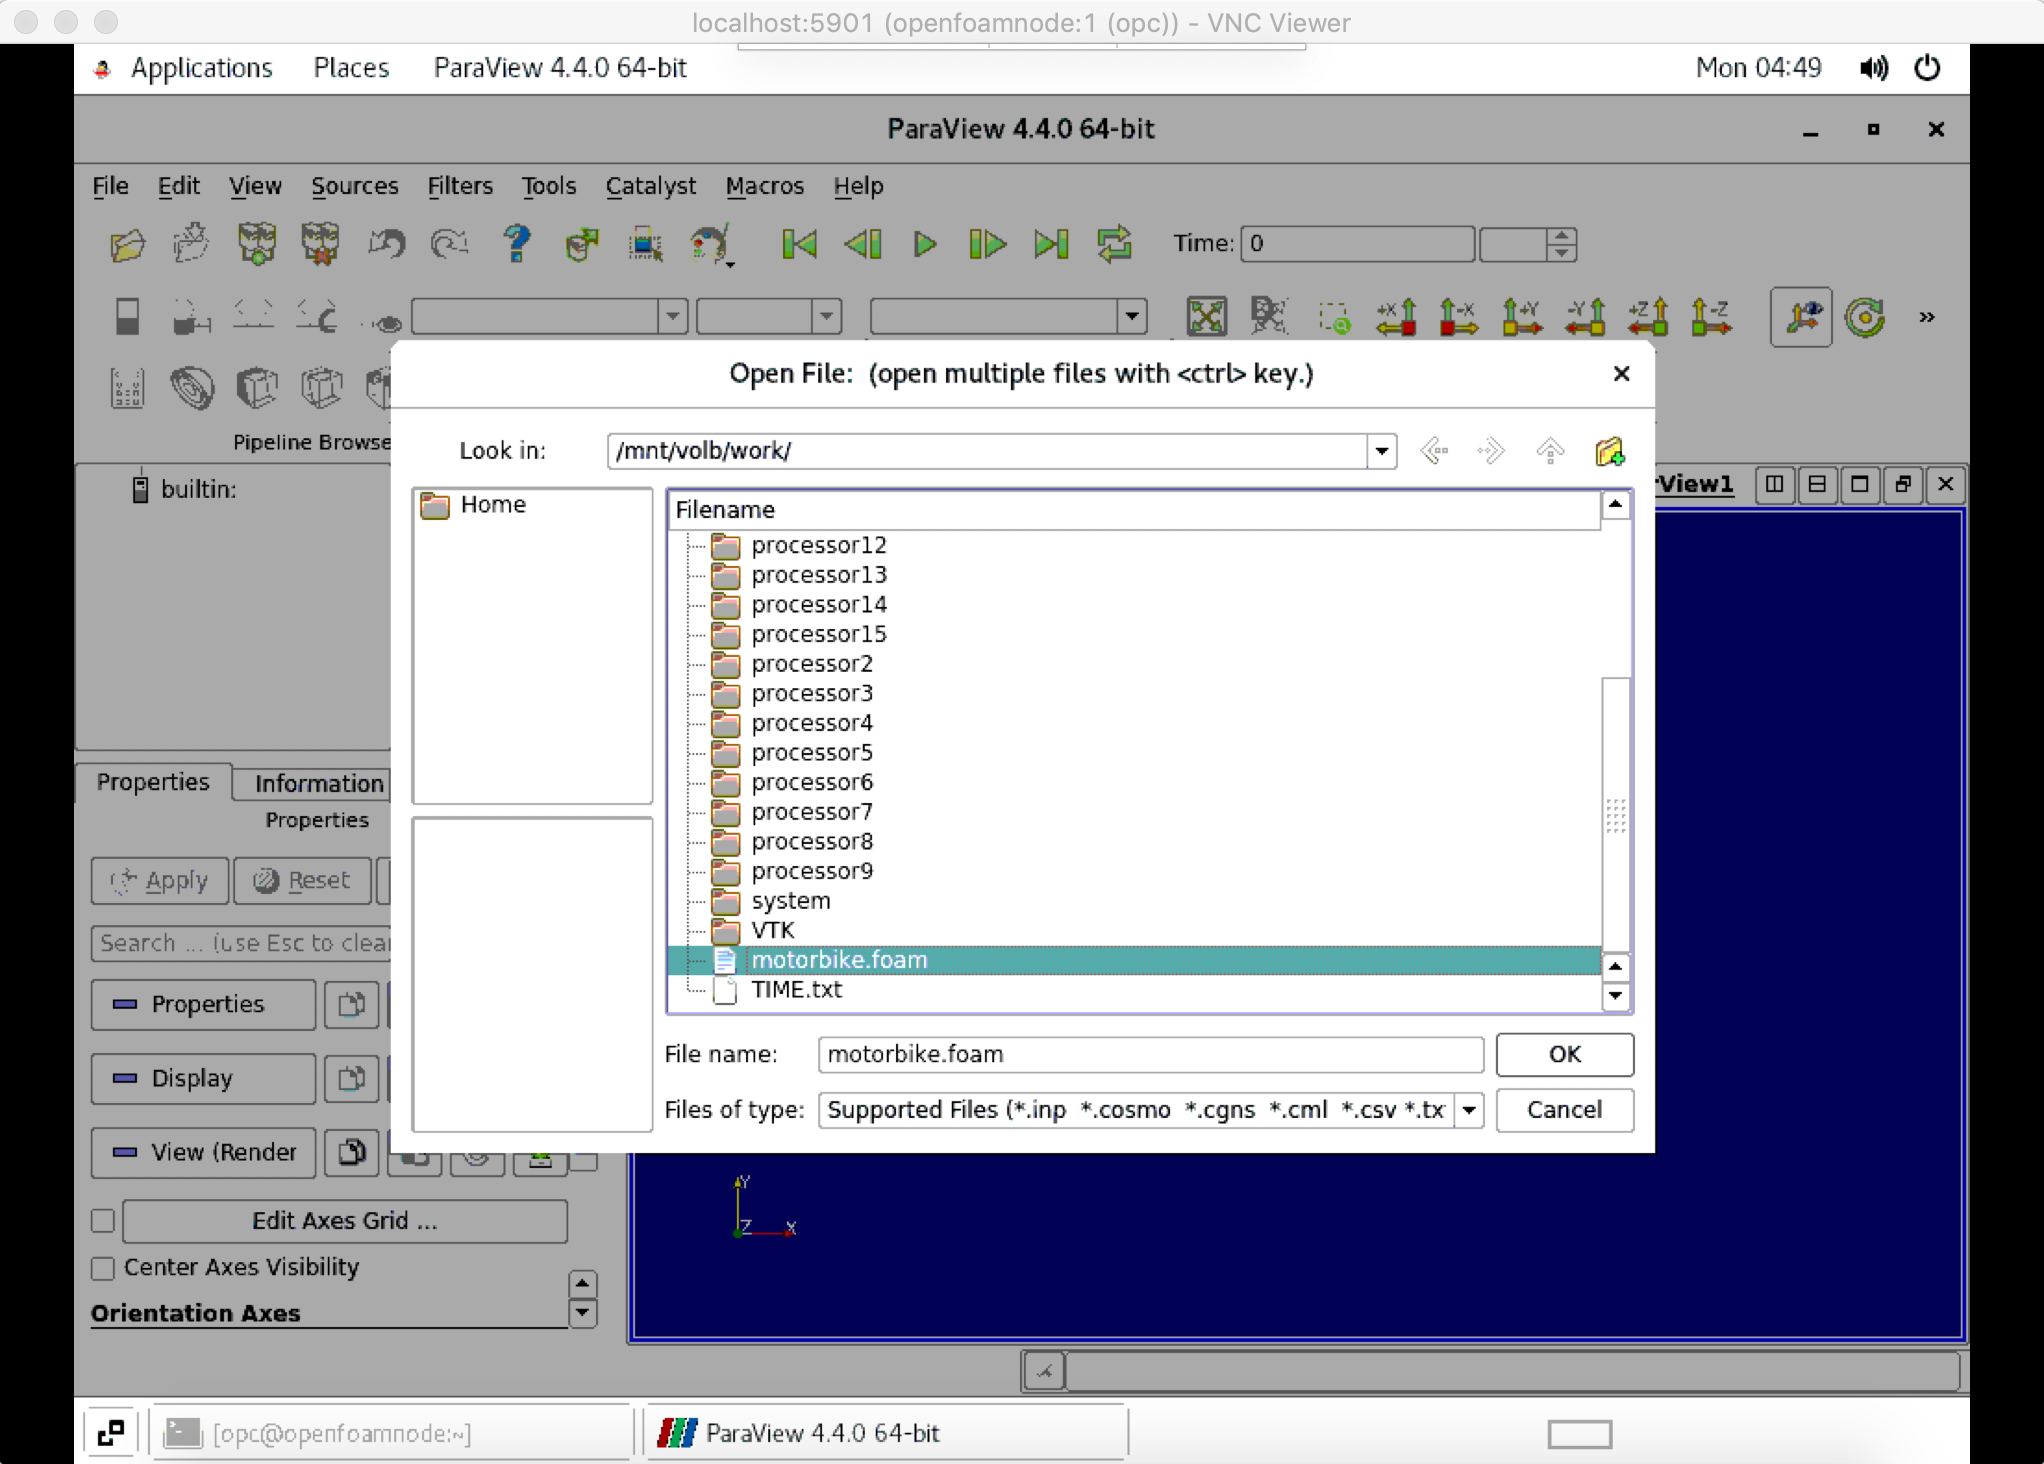 localhost:5901 (openfoamnode:1 (opc)) - VNC Viewer
Applications Places ParaView 4.4.0 64-bit Mon 04:49
ParaView 4.4.0 64-bit
File Edit View Sources Filters Tools Catalyst Macros Help
Time: 0
+X -X +Y -Y +Z -Z »
Open File: (open multiple files with <ctrl> key.)
Pipeline Browse
Look in: /mnt/volb/work/
builtin:
rView1
Home
Filename
processor12
processor13
processor14
processor15
processor2
processor3
processor4
processor5
processor6
processor7
processor8
processor9
system
VTK
motorbike.foam
TIME.txt
Properties Information
Properties
Apply Reset
Search ... (use Esc to clear
Properties
Display
View (Render
File name: motorbike.foam OK
Files of type: Supported Files (*.inp *.cosmo *.cgns *.cml *.csv *.tx Cancel
Y
Z X
Edit Axes Grid ...
Center Axes Visibility
Orientation Axes
[opc@openfoamnode:~] ParaView 4.4.0 64-bit